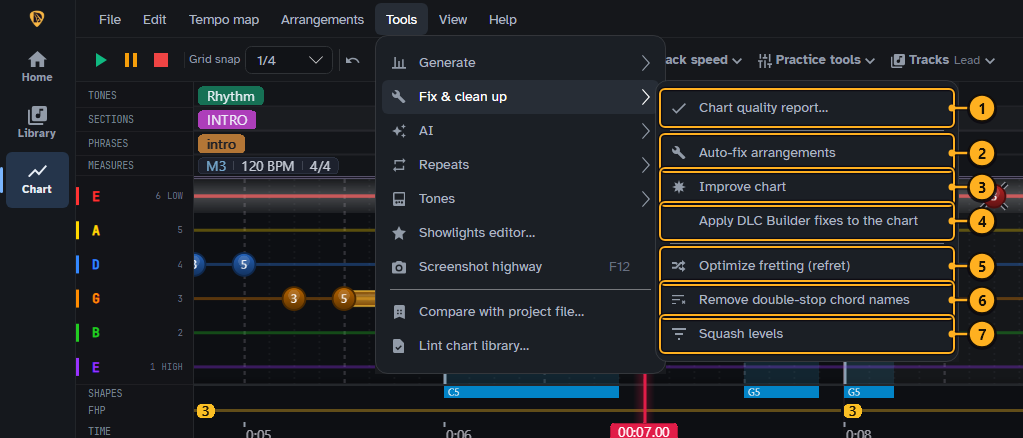 File Edit Tempo map Arrangements Tools View Help
Home
Library
Chart
Grid snap 1/4
ack speed Practice tools Tracks Lead
TONES Rhythm
SECTIONS INTRO
PHRASES intro
MEASURES M3 120 BPM 4/4
E 6 LOW
A 5
D 4 3 5
G 3 3 5
B 2
E 1 HIGH
SHAPES C5 G5 G5
FHP 3 3
TIME 0:05 0:06 00:07.00 0:08
Generate
Fix & clean up
AI
Repeats
Tones
Showlights editor...
Screenshot highway F12
Compare with project file...
Lint chart library...
Chart quality report... 1
Auto-fix arrangements 2
Improve chart 3
Apply DLC Builder fixes to the chart 4
Optimize fretting (refret) 5
Remove double-stop chord names 6
Squash levels 7